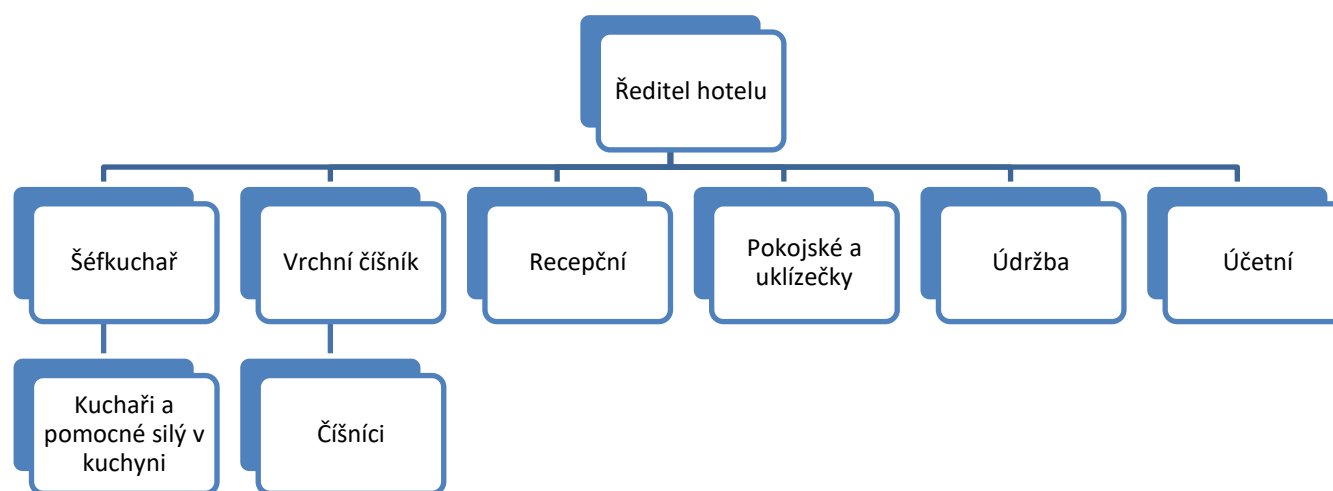 Ředitel hotelu
Šéfkuchař
Vrchní číšník
Recepční
Pokojské a
uklízečky
Údržba
Účetní
Kuchaři a
pomocné silý v
kuchyni
Číšníci